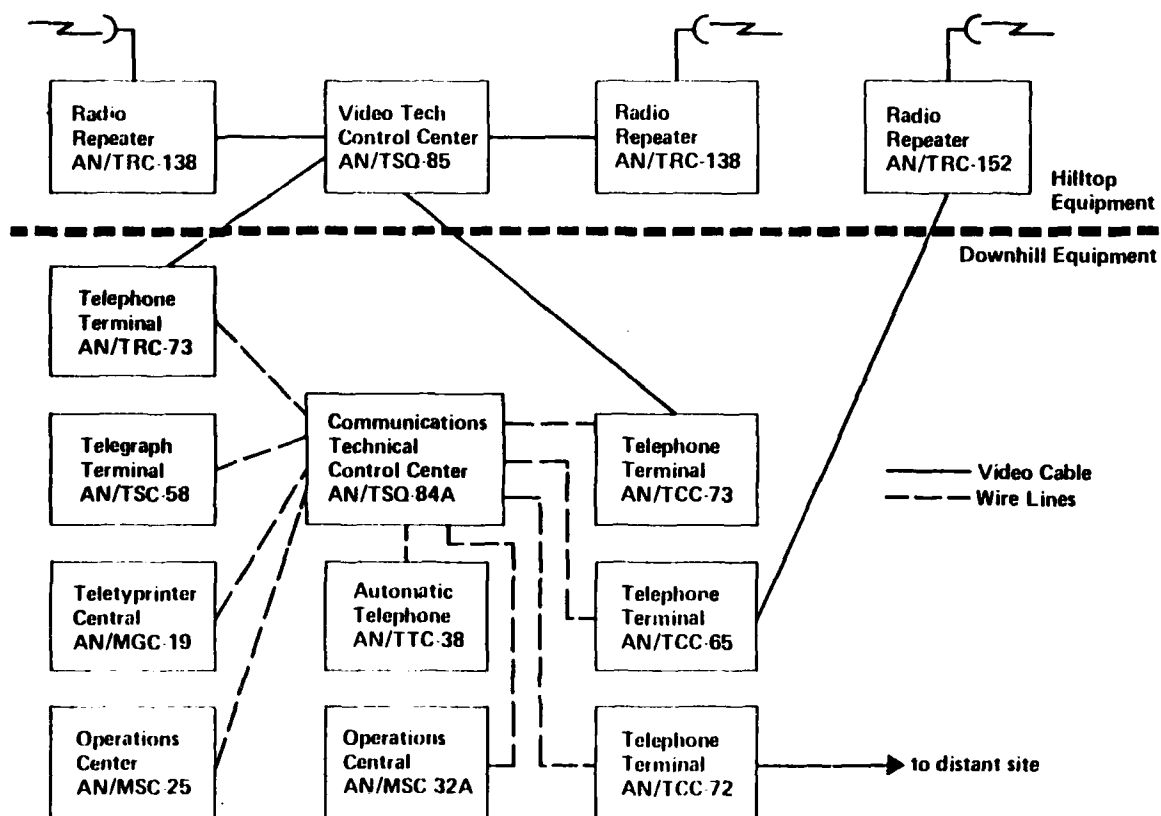 Radio
Repeater
AN/TRC-138
Video Tech
Control Center
AN/TSQ-85
Radio
Repeater
AN/TRC-138
Radio
Repeater
AN/TRC-152
Hilltop
Equipment
Downhill Equipment
Telephone
Terminal
AN/TRC-73
Telegraph
Terminal
AN/TSC-58
Communications
Technical
Control Center
AN/TSQ-84A
Telephone
Terminal
AN/TCC-73
Video Cable
Wire Lines
Teletyprinter
Central
AN/MGC-19
Automatic
Telephone
AN/TTC-38
Telephone
Terminal
AN/TCC-65
Operations
Center
AN/MSC-25
Operations
Central
AN/MSC 32A
Telephone
Terminal
AN/TCC-72
to distant site